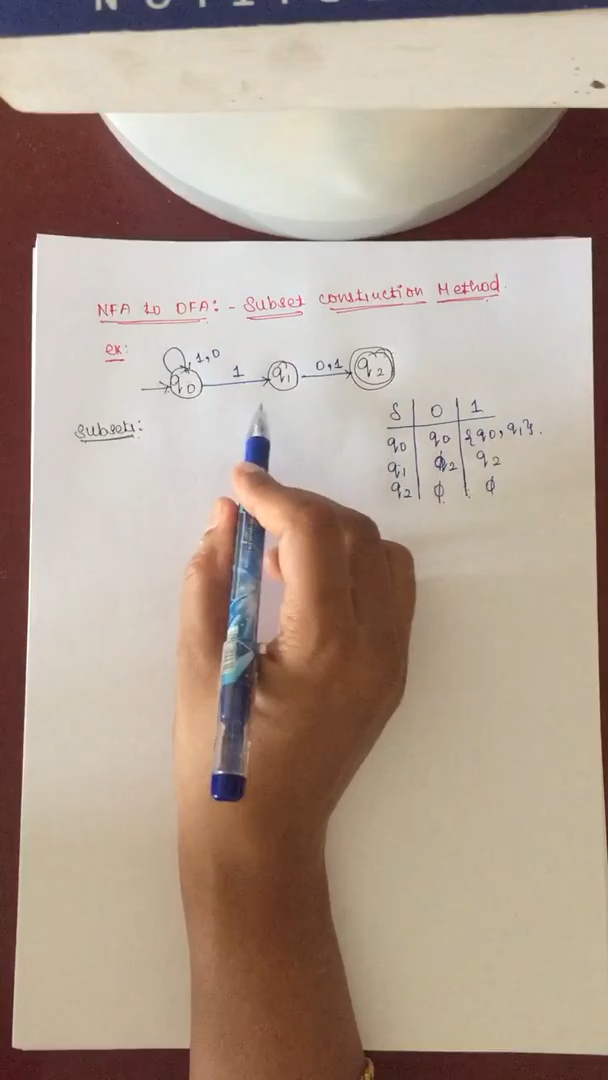 NFA to DFA:- Subset construction Method.
ex:
1,0
q0 1 q1 0,1 q2
Subsets:
δ 0 1
q0 q0 {q0, q1}.
q1 q2 q2
q2 ϕ ϕ